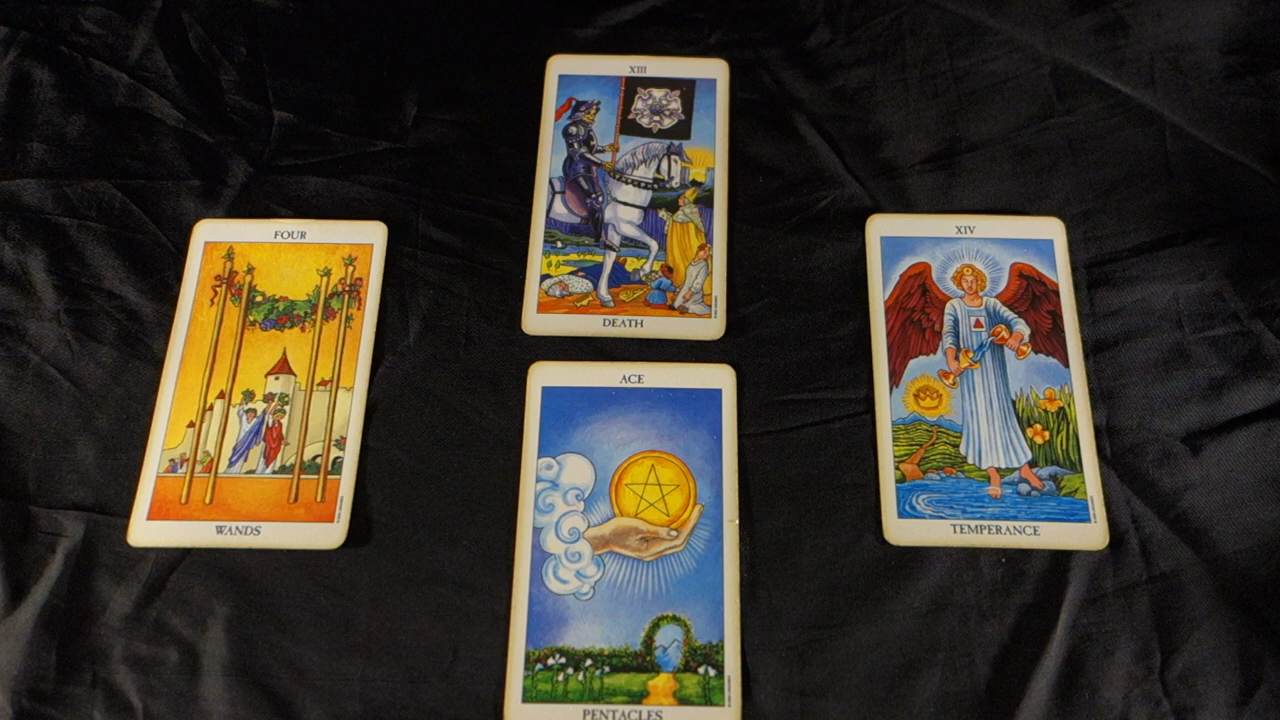 XIII
DEATH
FOUR
WANDS
XIV
TEMPERANCE
ACE
PENTACLES